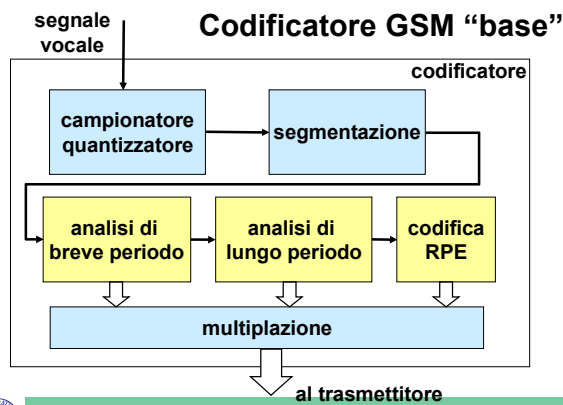 segnale
vocale
Codificatore GSM “base”
codificatore
campionatore
quantizzatore
segmentazione
analisi di
breve periodo
analisi di
lungo periodo
codifica
RPE
multiplazione
al trasmettitore